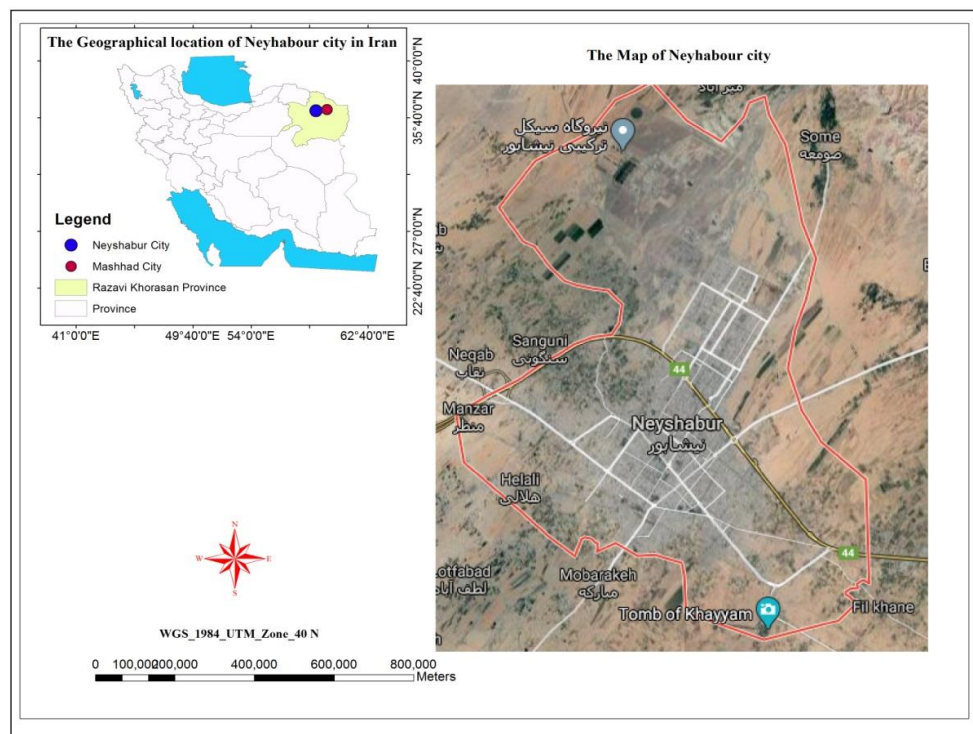 The Geographical location of Neyhabour city in Iran
40°0'0"N
35°40'0"N
27°0'0"N
22°40'0"N
Legend
Neyshabur City
Mashhad City
Razavi Khorasan Province
Province
41°0'0"E
49°40'0"E
54°0'0"E
62°40'0"E
The Map of Neyhabour city
میر آباد
نیروگاه سیکل
ترکیبی نیشابور
Some
صومعه
Sanguni
سنگونی
Neqab
نقاب
44
Manzar
منظر
Neyshabur
نیشابور
Helali
هلالی
44
Mobarakeh
مبارکه
Lotfabad
لطف آباد
Tomb of Khayyam
Fil khane
N
W
E
S
WGS_1984_UTM_Zone_40 N
0 100,000 200,000 400,000 600,000 800,000
Meters